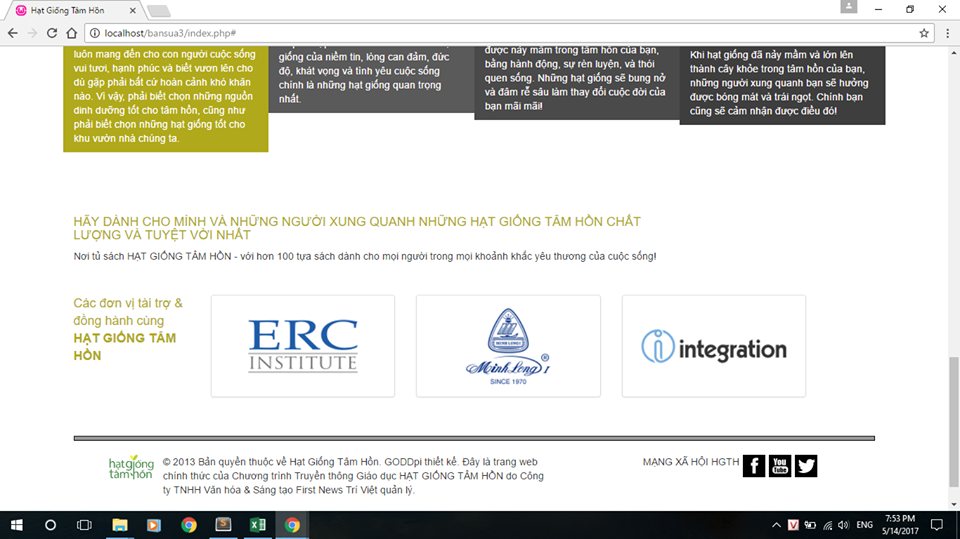 Hạt Giống Tâm Hồn
localhost/bansua3/index.php#
luôn mang đến cho con người cuộc sống
vui tươi, hạnh phúc và biết vươn lên cho
dù gặp phải bất cứ hoàn cảnh khó khăn
nào. Vì vậy, phải biết chọn những nguồn
dinh dưỡng tốt cho tâm hồn, cũng như
phải biết chọn những hạt giống tốt cho
khu vườn nhà chúng ta.
giống của niềm tin, lòng can đảm, đức
độ, khát vọng và tình yêu cuộc sống
chính là những hạt giống quan trọng
nhất.
được nảy mầm trong tâm hồn của bạn,
bằng hành động, sự rèn luyện, và thói
quen sống. Những hạt giống sẽ bung nở
và đâm rễ sâu làm thay đổi cuộc đời của
bạn mãi mãi!
Khi hạt giống đã nảy mầm và lớn lên
thành cây khỏe trong tâm hồn của bạn,
những người xung quanh bạn sẽ hưởng
được bóng mát và trái ngọt. Chính bạn
cũng sẽ cảm nhận được điều đó!
HÃY DÀNH CHO MÌNH VÀ NHỮNG NGƯỜI XUNG QUANH NHỮNG HẠT GIỐNG TÂM HỒN CHẤT
LƯỢNG VÀ TUYỆT VỜI NHẤT
Nơi tủ sách HẠT GIỐNG TÂM HỒN - với hơn 100 tựa sách dành cho mọi người trong mọi khoảnh khắc yêu thương của cuộc sống!
Các đơn vị tài trợ &
đồng hành cùng
HẠT GIỐNG TÂM
HỒN
ERC
INSTITUTE
MINH LONG I
Minh Long I ®
SINCE 1970
i integration
hạt giống
tâm hồn
© 2013 Bản quyền thuộc về Hạt Giống Tâm Hồn. GODDpi thiết kế. Đây là trang web
chính thức của Chương trình Truyền thông Giáo dục HẠT GIỐNG TÂM HỒN do Công
ty TNHH Văn hóa & Sáng tạo First News Trí Việt quản lý.
MẠNG XÃ HỘI HGTH
f
You Tube
ENG
7:53 PM
5/14/2017